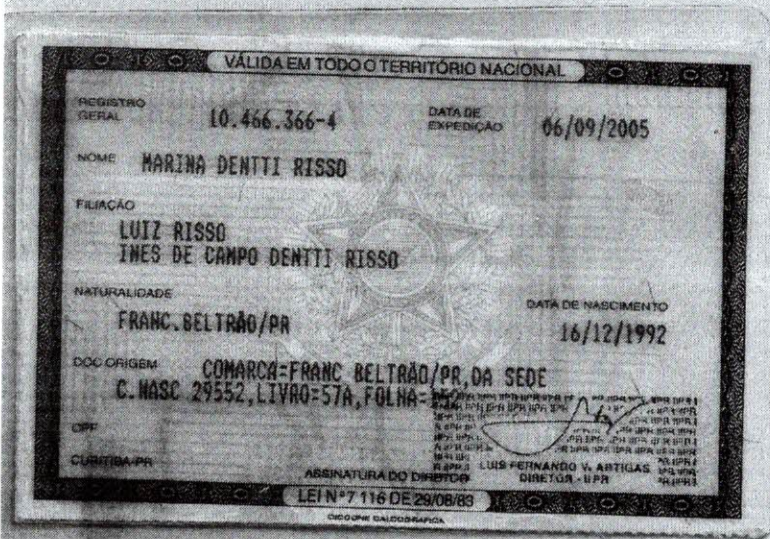 VÁLIDA EM TODO O TERRITÓRIO NACIONAL
REGISTRO GERAL 10.466.366-4 DATA DE EXPEDIÇÃO 06/09/2005
NOME MARINA DENTTI RISSO
FILIAÇÃO
LUIZ RISSO
INES DE CAMPO DENTTI RISSO
NATURALIDADE DATA DE NASCIMENTO
FRANC.BELTRÃO/PR 16/12/1992
DOC ORIGEM COMARCA=FRANC BELTRÃO/PR,DA SEDE
C.NASC 29552,LIVRO=57A,FOLHA=
CPF
CURITIBA-PR
LUIS FERNANDO V. ARTIGAS
ASSINATURA DO DIRETOR DIRETOR - IIPR
LEI Nº 7.116 DE 29/08/83